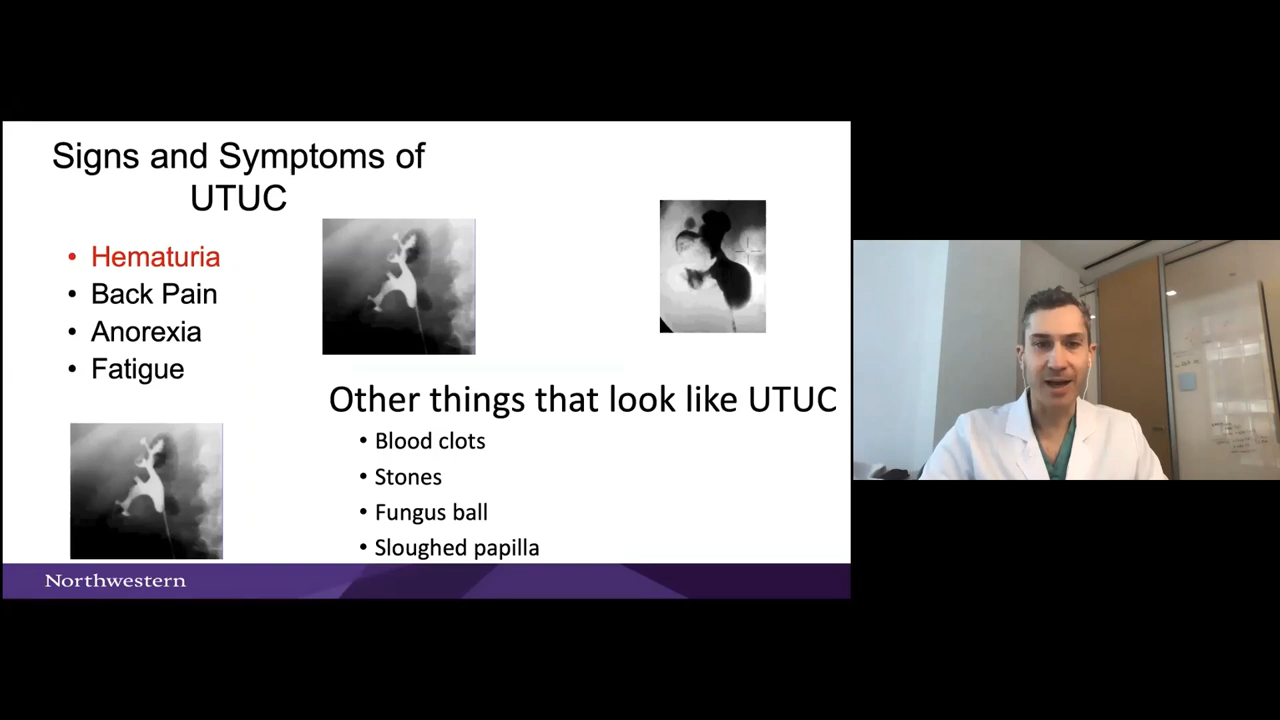 Signs and Symptoms of
UTUC
• Hematuria
• Back Pain
• Anorexia
• Fatigue
Other things that look like UTUC
• Blood clots
• Stones
• Fungus ball
• Sloughed papilla
Northwestern